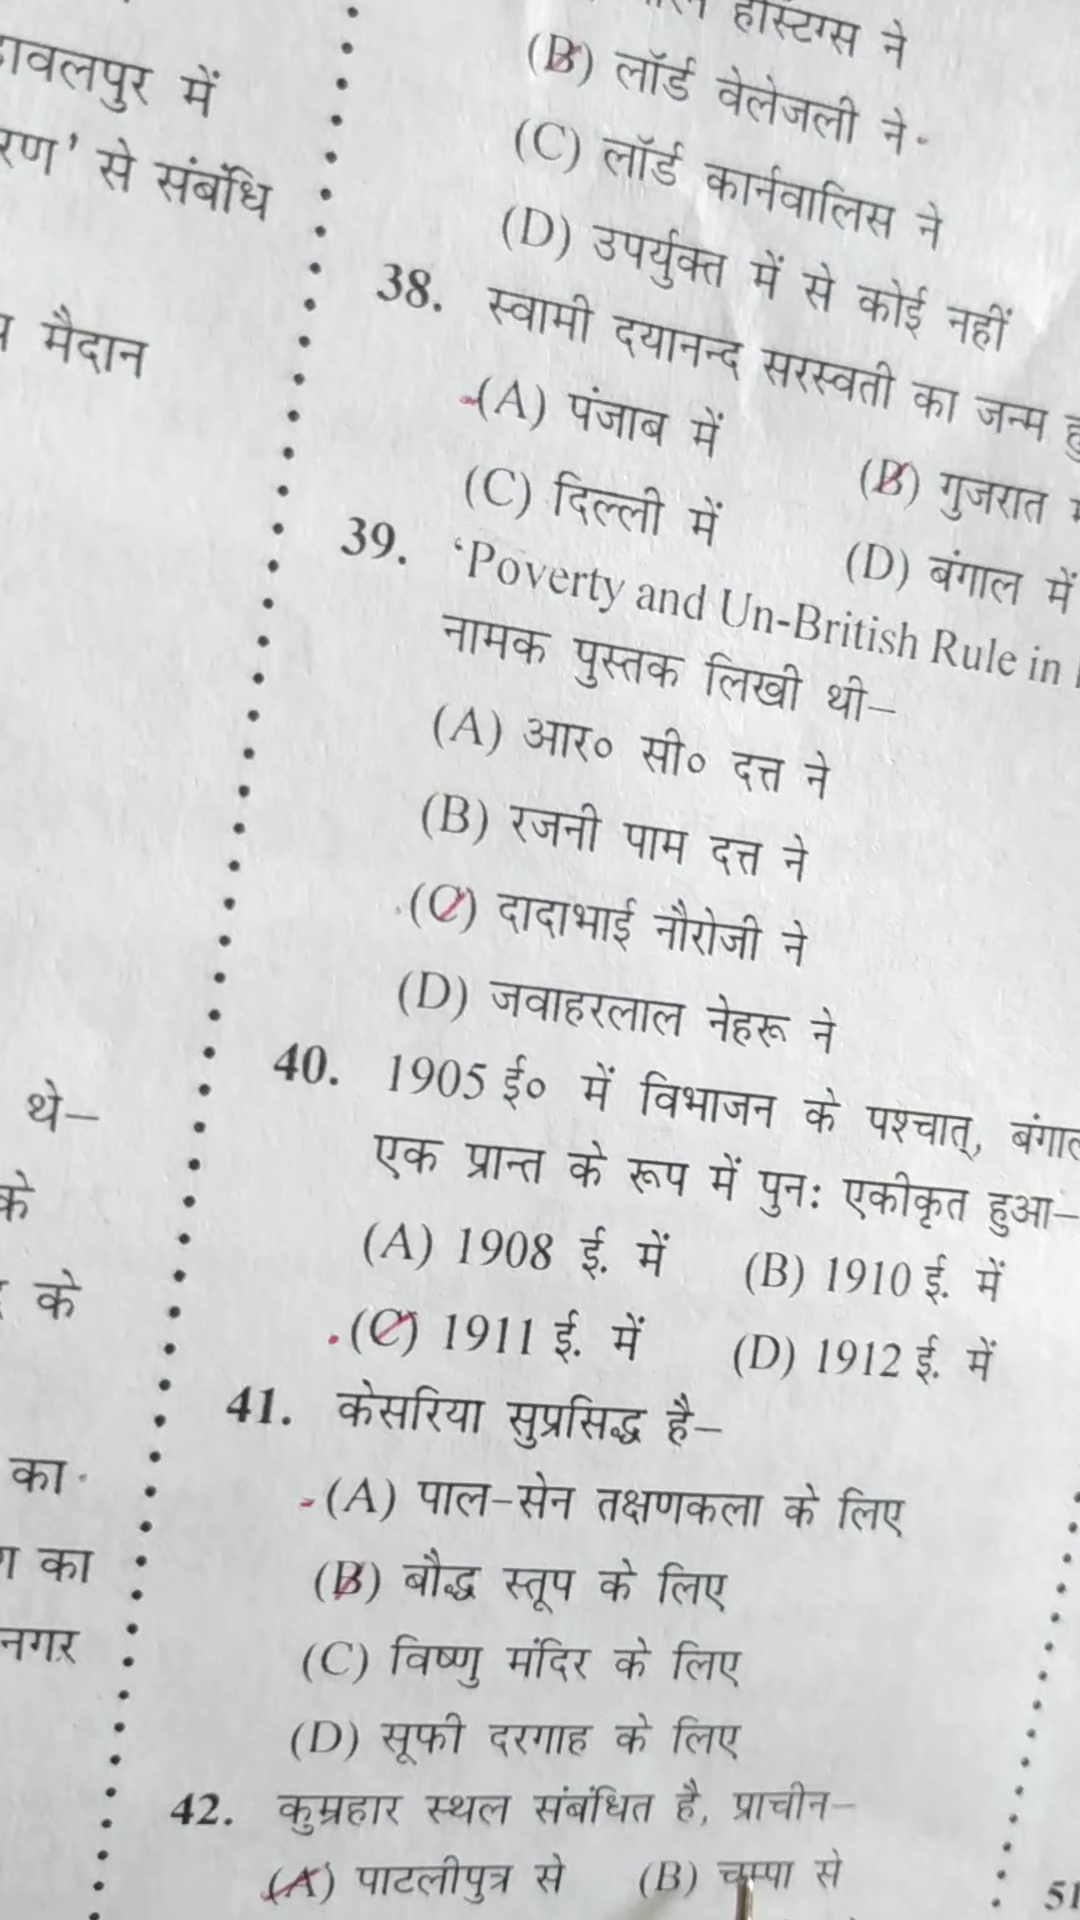 में
से संबंधि
मैदान
थे–
के
के
का
का
नगर
हेस्टिंग्स ने
(B) लॉर्ड वेलेजली ने
(C) लॉर्ड कार्नवालिस ने
(D) उपर्युक्त में से कोई नहीं
38. स्वामी दयानन्द सरस्वती का जन्म
(A) पंजाब में (B) गुजरात
(C) दिल्ली में (D) बंगाल में
39. 'Poverty and Un-British Rule in
नामक पुस्तक लिखी थी–
(A) आर० सी० दत्त ने
(B) रजनी पाम दत्त ने
(C) दादाभाई नौरोजी ने
(D) जवाहरलाल नेहरू ने
40. 1905 ई० में विभाजन के पश्चात्,
एक प्रान्त के रूप में पुन: एकीकृत हुआ–
(A) 1908 ई. में (B) 1910 ई. में
(C) 1911 ई. में (D) 1912 ई. में
41. केसरिया सुप्रसिद्ध है–
(A) पाल-सेन तक्षणकला के लिए
(B) बौद्ध स्तूप के लिए
(C) विष्णु मंदिर के लिए
(D) सूफी दरगाह के लिए
42. कुम्रहार स्थल संबंधित है, प्राचीन–
(A) पाटलीपुत्र से (B) चम्पा से
51